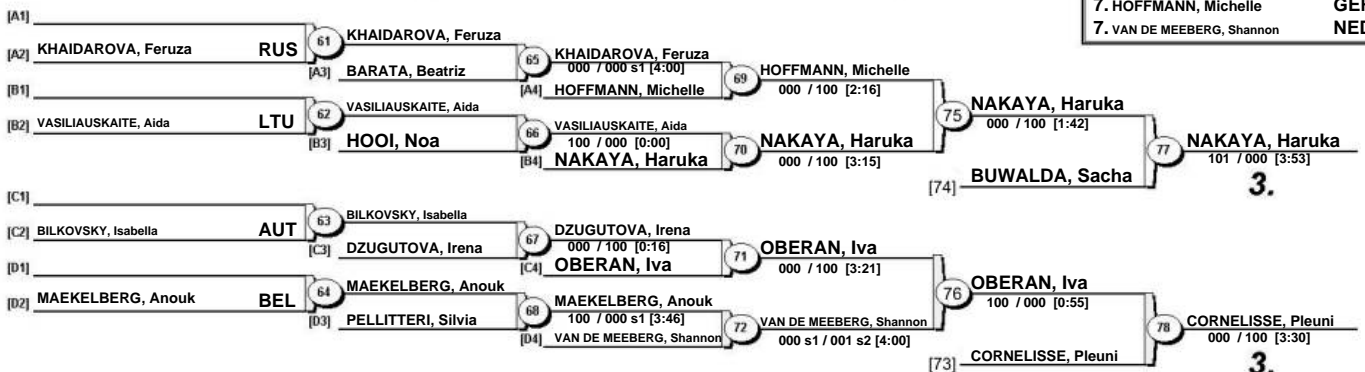 7. HOFFMANN, Michelle
7. VAN DE MEEBERG, Shannon NED
[A1]
[A2] KHAIDAROVA, Feruza RUS
61 KHAIDAROVA, Feruza
[A3] BARATA, Beatriz
65 KHAIDAROVA, Feruza
000 / 000 s1 [4:00]
[A4] HOFFMANN, Michelle
69 HOFFMANN, Michelle
000 / 100 [2:16]
[B1]
[B2] VASILIAUSKAITE, Aida LTU
62 VASILIAUSKAITE, Aida
[B3] HOOI, Noa
66 VASILIAUSKAITE, Aida
100 / 000 [0:00]
[B4] NAKAYA, Haruka
70 NAKAYA, Haruka
000 / 100 [3:15]
75 NAKAYA, Haruka
000 / 100 [1:42]
[74] BUWALDA, Sacha
77 NAKAYA, Haruka
101 / 000 [3:53]
3.
[C1]
[C2] BILKOVSKY, Isabella AUT
63 BILKOVSKY, Isabella
[C3] DZUGUTOVA, Irena
67 DZUGUTOVA, Irena
000 / 100 [0:16]
[C4] OBERAN, Iva
71 OBERAN, Iva
000 / 100 [3:21]
[D1]
[D2] MAEKELBERG, Anouk BEL
64 MAEKELBERG, Anouk
[D3] PELLITTERI, Silvia
68 MAEKELBERG, Anouk
100 / 000 s1 [3:46]
[D4] VAN DE MEEBERG, Shannon
72 VAN DE MEEBERG, Shannon
000 s1 / 001 s2 [4:00]
76 OBERAN, Iva
100 / 000 [0:55]
[73] CORNELISSE, Pleuni
78 CORNELISSE, Pleuni
000 / 100 [3:30]
3.